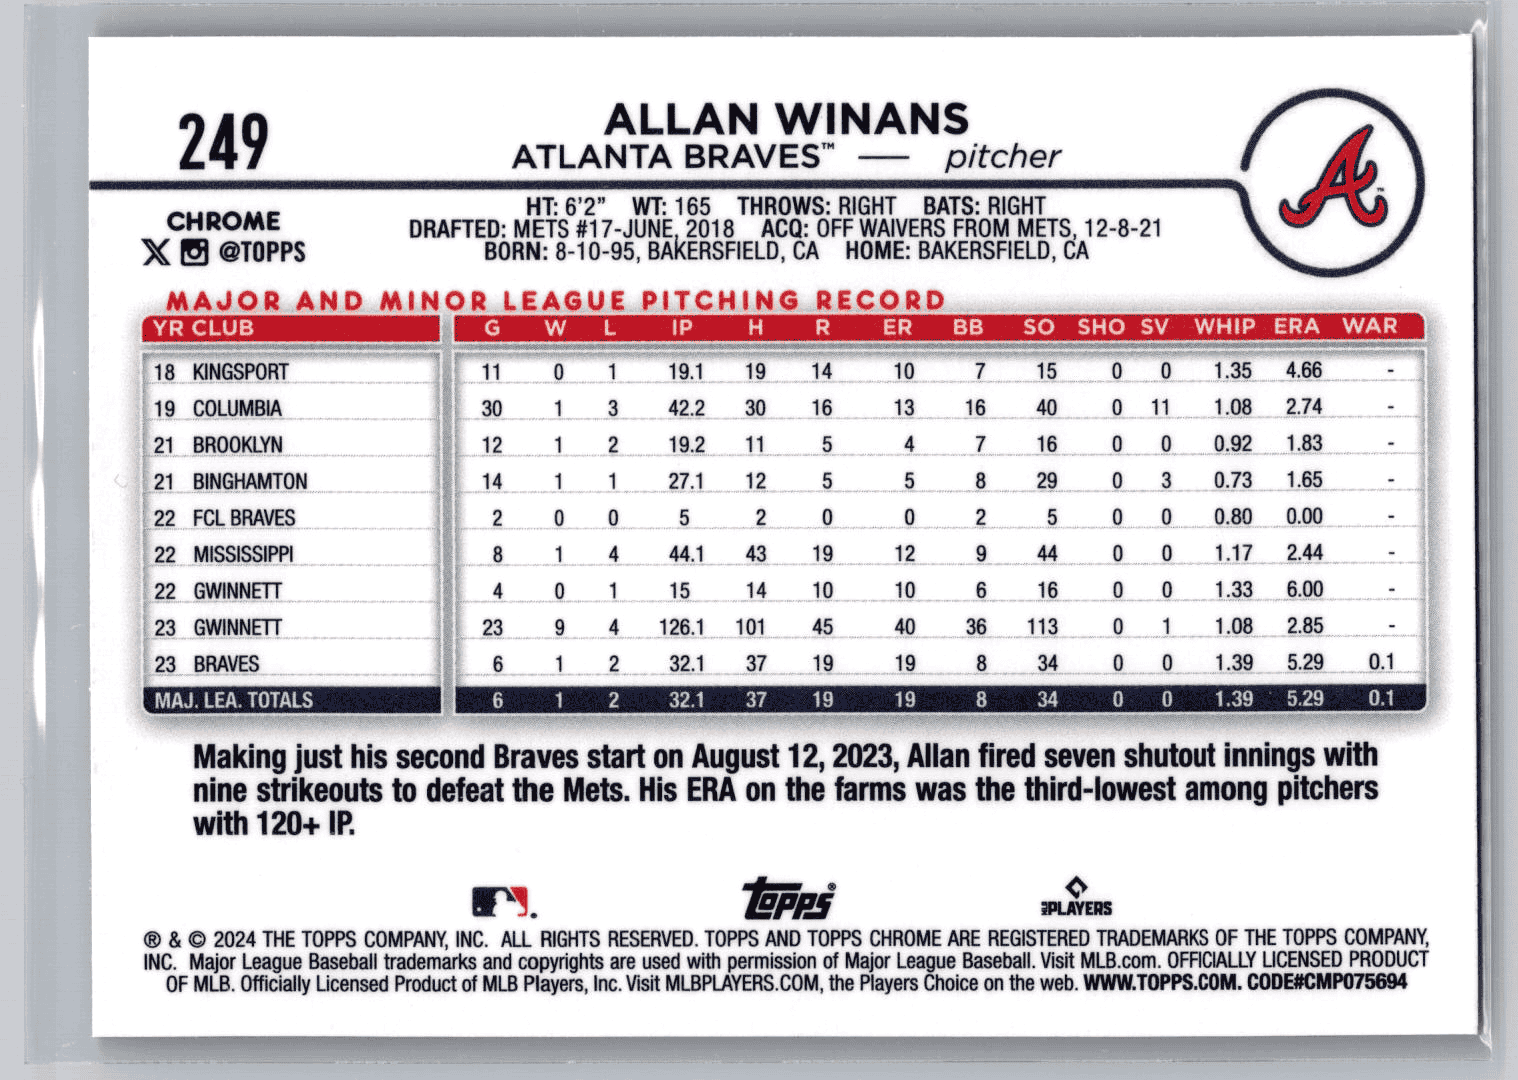 249
ALLAN WINANS
ATLANTA BRAVES™ — pitcher
CHROME
@TOPPS
HT: 6'2" WT: 165 THROWS: RIGHT BATS: RIGHT
DRAFTED: METS #17-JUNE, 2018 ACQ: OFF WAIVERS FROM METS, 12-8-21
BORN: 8-10-95, BAKERSFIELD, CA HOME: BAKERSFIELD, CA
MAJOR AND MINOR LEAGUE PITCHING RECORD
YR CLUB G W L IP H R ER BB SO SHO SV WHIP ERA WAR
18 KINGSPORT 11 0 1 19.1 19 14 10 7 15 0 0 1.35 4.66 -
19 COLUMBIA 30 1 3 42.2 30 16 13 16 40 0 11 1.08 2.74 -
21 BROOKLYN 12 1 2 19.2 11 5 4 7 16 0 0 0.92 1.83 -
21 BINGHAMTON 14 1 1 27.1 12 5 5 8 29 0 3 0.73 1.65 -
22 FCL BRAVES 2 0 0 5 2 0 0 2 5 0 0 0.80 0.00 -
22 MISSISSIPPI 8 1 4 44.1 43 19 12 9 44 0 0 1.17 2.44 -
22 GWINNETT 4 0 1 15 14 10 10 6 16 0 0 1.33 6.00 -
23 GWINNETT 23 9 4 126.1 101 45 40 36 113 0 1 1.08 2.85 -
23 BRAVES 6 1 2 32.1 37 19 19 8 34 0 0 1.39 5.29 0.1
MAJ. LEA. TOTALS 6 1 2 32.1 37 19 19 8 34 0 0 1.39 5.29 0.1
Making just his second Braves start on August 12, 2023, Allan fired seven shutout innings with
nine strikeouts to defeat the Mets. His ERA on the farms was the third-lowest among pitchers
with 120+ IP.
topps®
MLB PLAYERS
® & © 2024 THE TOPPS COMPANY, INC. ALL RIGHTS RESERVED. TOPPS AND TOPPS CHROME ARE REGISTERED TRADEMARKS OF THE TOPPS COMPANY,
INC. Major League Baseball trademarks and copyrights are used with permission of Major League Baseball. Visit MLB.com. OFFICIALLY LICENSED PRODUCT
OF MLB. Officially Licensed Product of MLB Players, Inc. Visit MLBPLAYERS.COM, the Players Choice on the web. WWW.TOPPS.COM. CODE#CMP075694